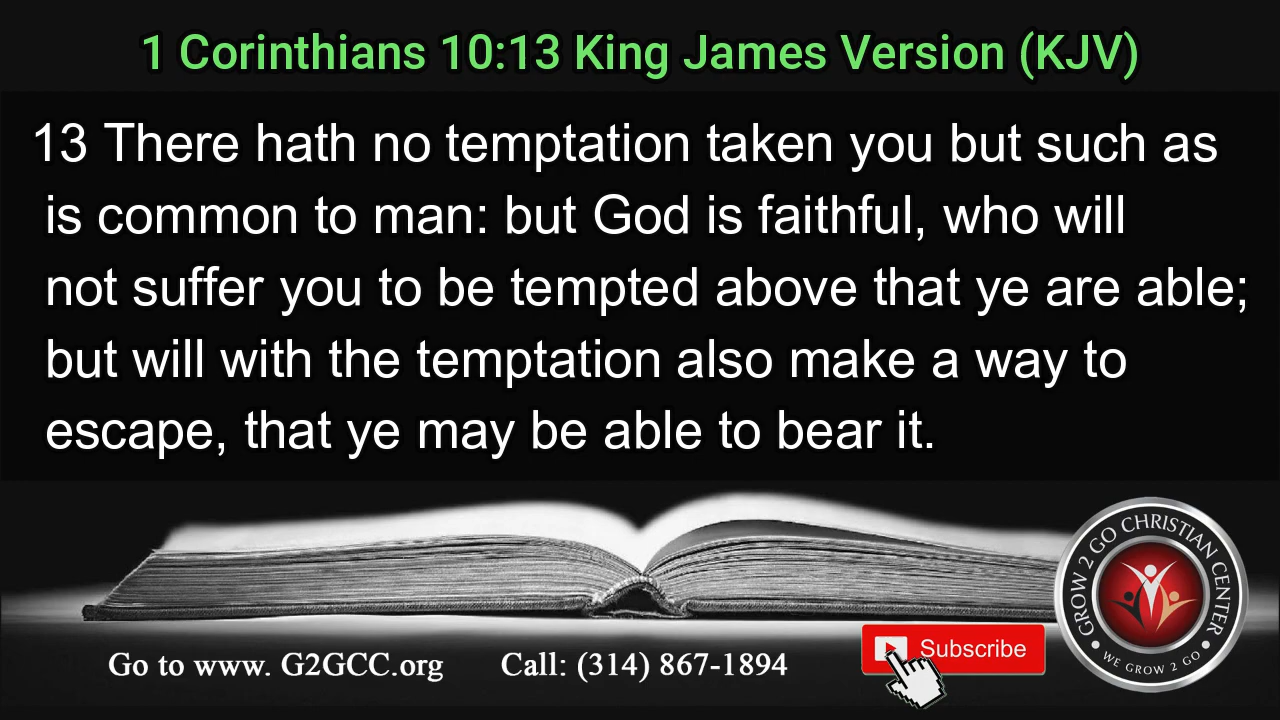 1 Corinthians 10:13 King James Version (KJV)
13 There hath no temptation taken you but such as
is common to man: but God is faithful, who will
not suffer you to be tempted above that ye are able;
but will with the temptation also make a way to
escape, that ye may be able to bear it.
GROW 2 GO CHRISTIAN CENTER
WE GROW 2 GO
Subscribe
Go to www. G2GCC.org
Call: (314) 867-1894